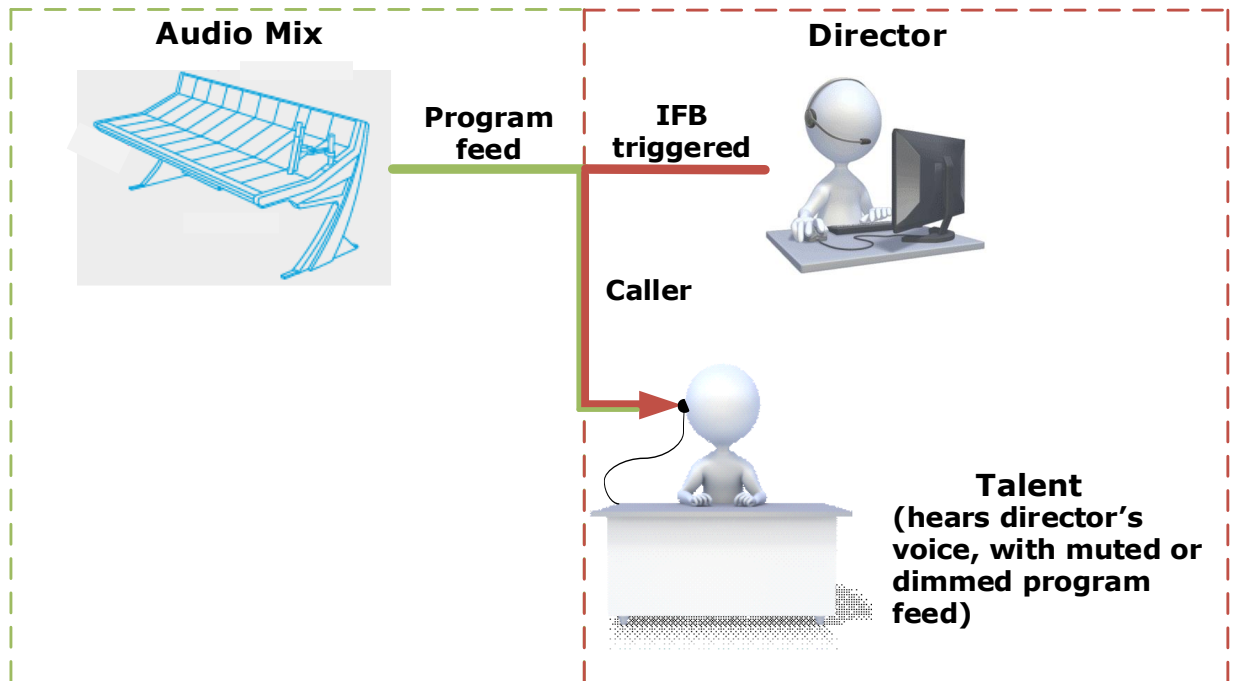 Audio Mix
Director
Program
feed
IFB
triggered
Caller
Talent
(hears director’s
voice, with muted or
dimmed program
feed)